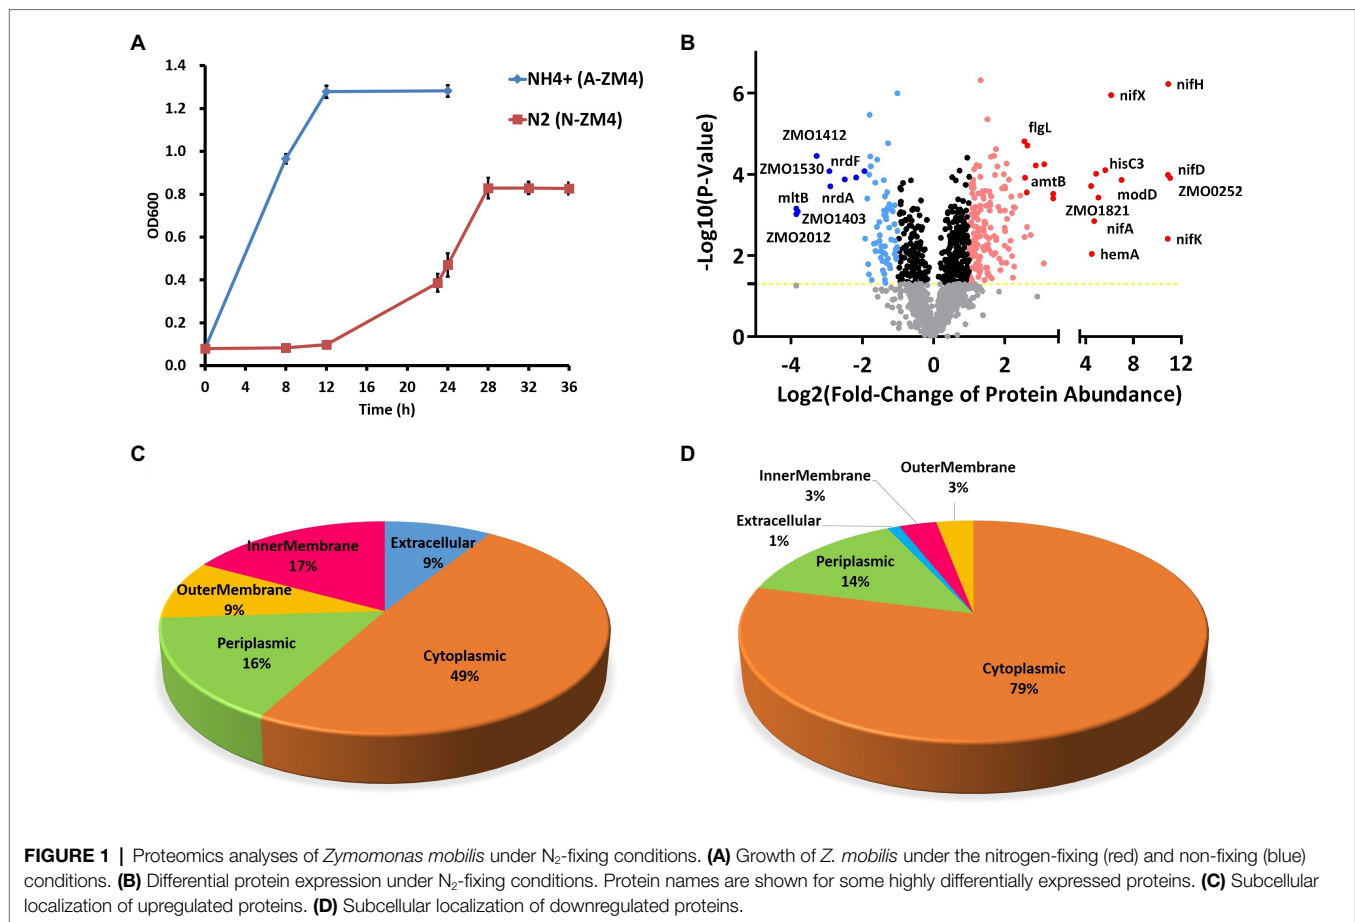 A
1.4
1.2
1.0
0.8
0.6
0.4
0.2
0.0
OD600
0 4 8 12 16 20 24 28 32 36
Time (h)
NH4+ (A-ZM4)
N2 (N-ZM4)
B
6
4
2
0
-Log10(P-Value)
nifH
nifX
flgL
ZMO1412
ZMO1530
nrdF
hisC3
nifD
amtB
modD
ZMO0252
mltB
nrdA
ZMO1403
ZMO1821
nifA
ZMO2012
nifK
hemA
-4 -2 0 2 4 8 12
Log2(Fold-Change of Protein Abundance)
C
InnerMembrane
17%
Extracellular
9%
OuterMembrane
9%
Periplasmic
16%
Cytoplasmic
49%
D
OuterMembrane
3%
InnerMembrane
3%
Extracellular
1%
Periplasmic
14%
Cytoplasmic
79%
FIGURE 1 | Proteomics analyses of Zymomonas mobilis under N₂-fixing conditions. (A) Growth of Z. mobilis under the nitrogen-fixing (red) and non-fixing (blue)
conditions. (B) Differential protein expression under N₂-fixing conditions. Protein names are shown for some highly differentially expressed proteins. (C) Subcellular
localization of upregulated proteins. (D) Subcellular localization of downregulated proteins.